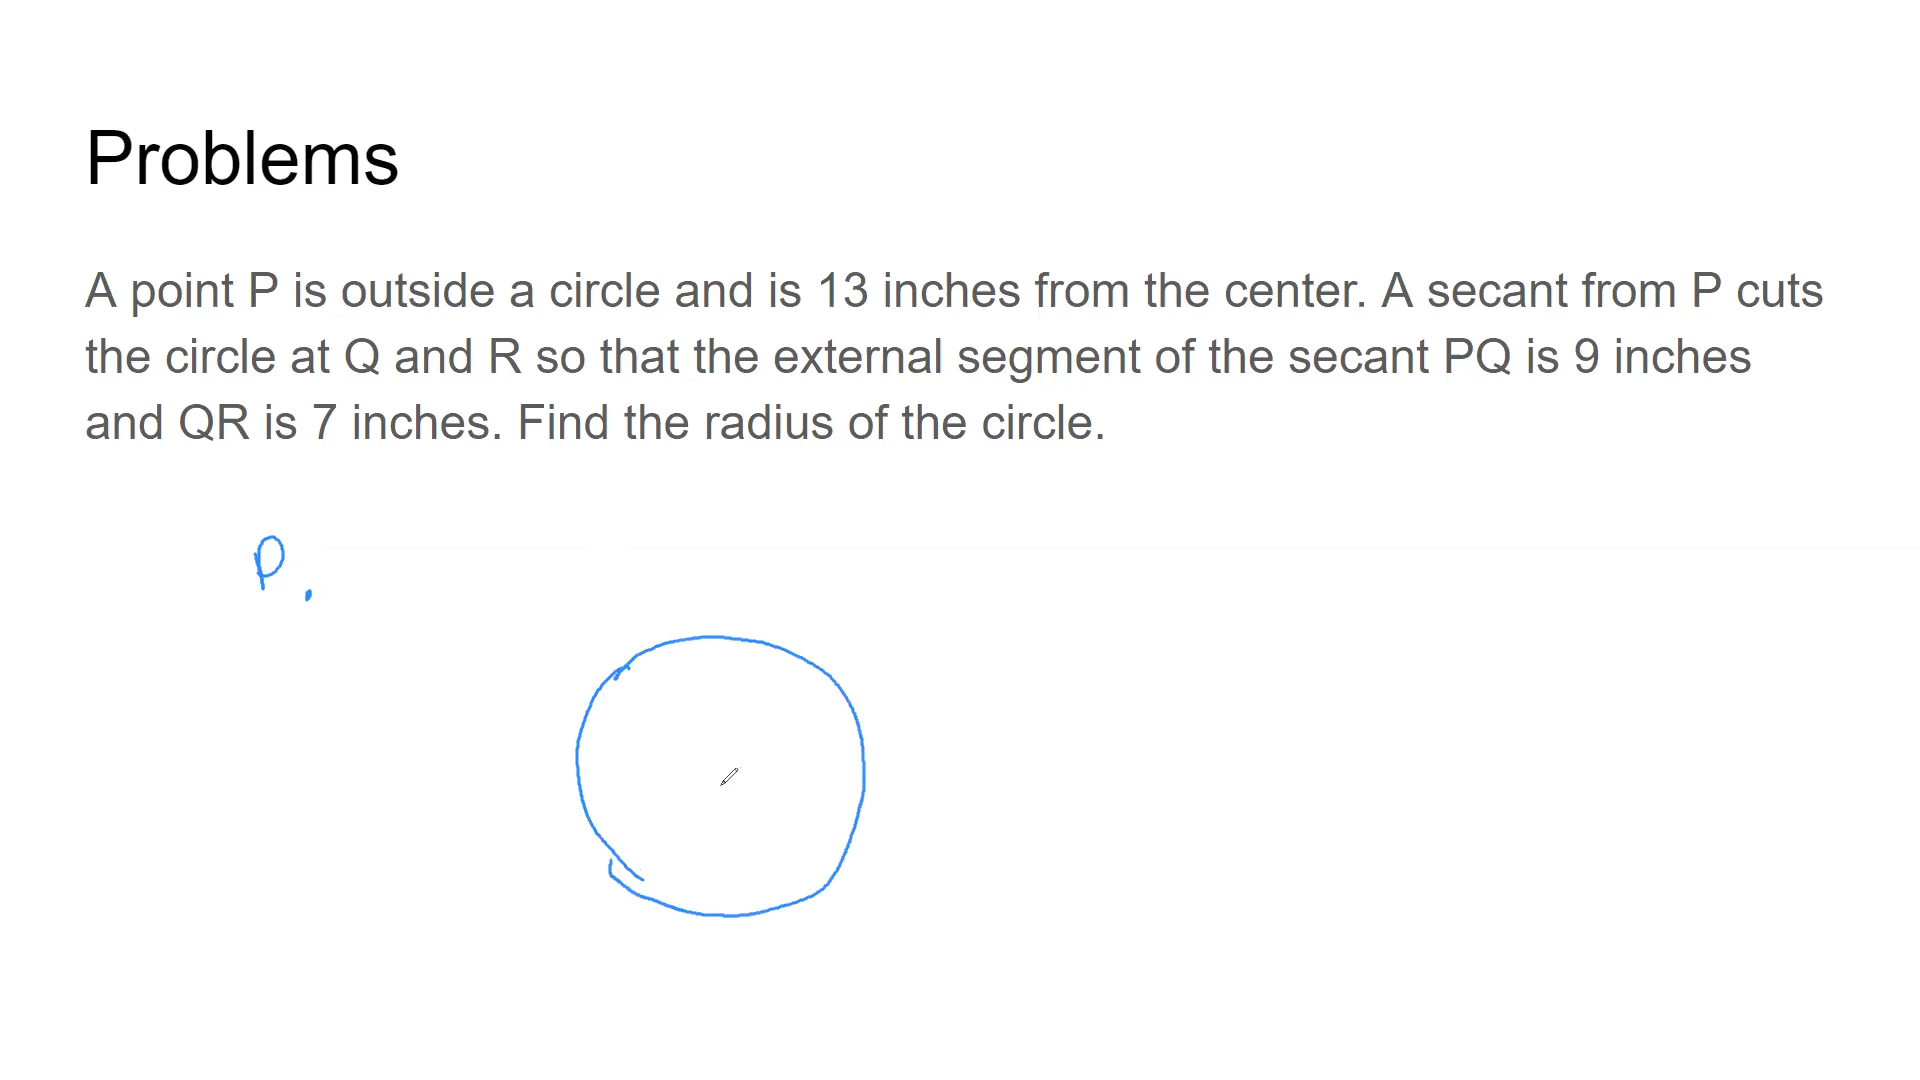 Problems
A point P is outside a circle and is 13 inches from the center. A secant from P cuts
the circle at Q and R so that the external segment of the secant PQ is 9 inches
and QR is 7 inches. Find the radius of the circle.
P